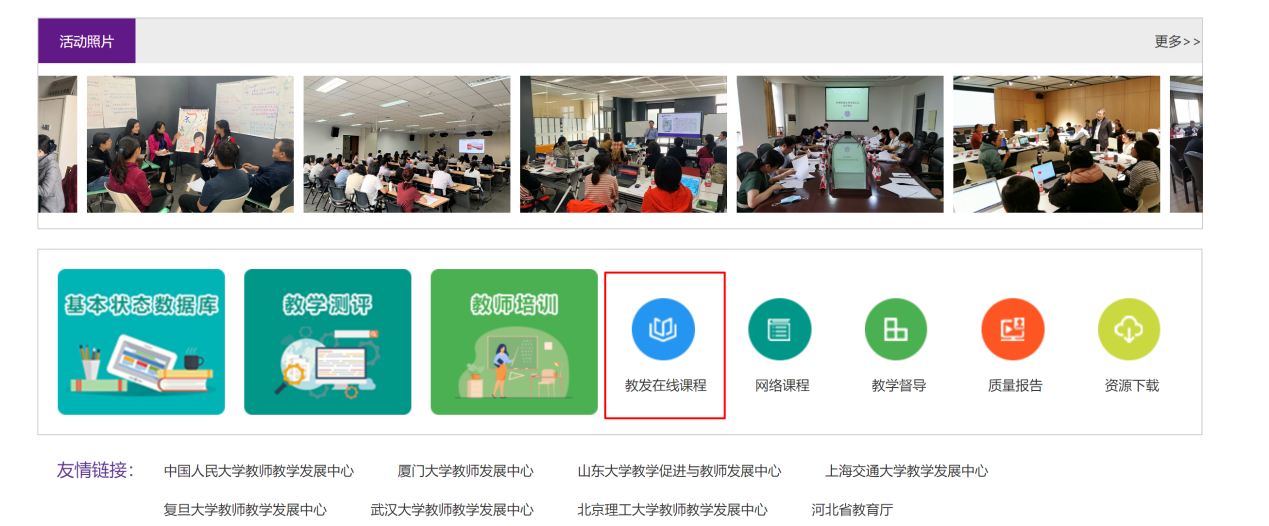 活动照片 更多>>
基本状态数据库 教学测评 教师培训
教发在线课程 网络课程 教学督导 质量报告 资源下载
友情链接： 中国人民大学教师教学发展中心 厦门大学教师发展中心 山东大学教学促进与教师发展中心 上海交通大学教学发展中心
复旦大学教师教学发展中心 武汉大学教师教学发展中心 北京理工大学教师教学发展中心 河北省教育厅